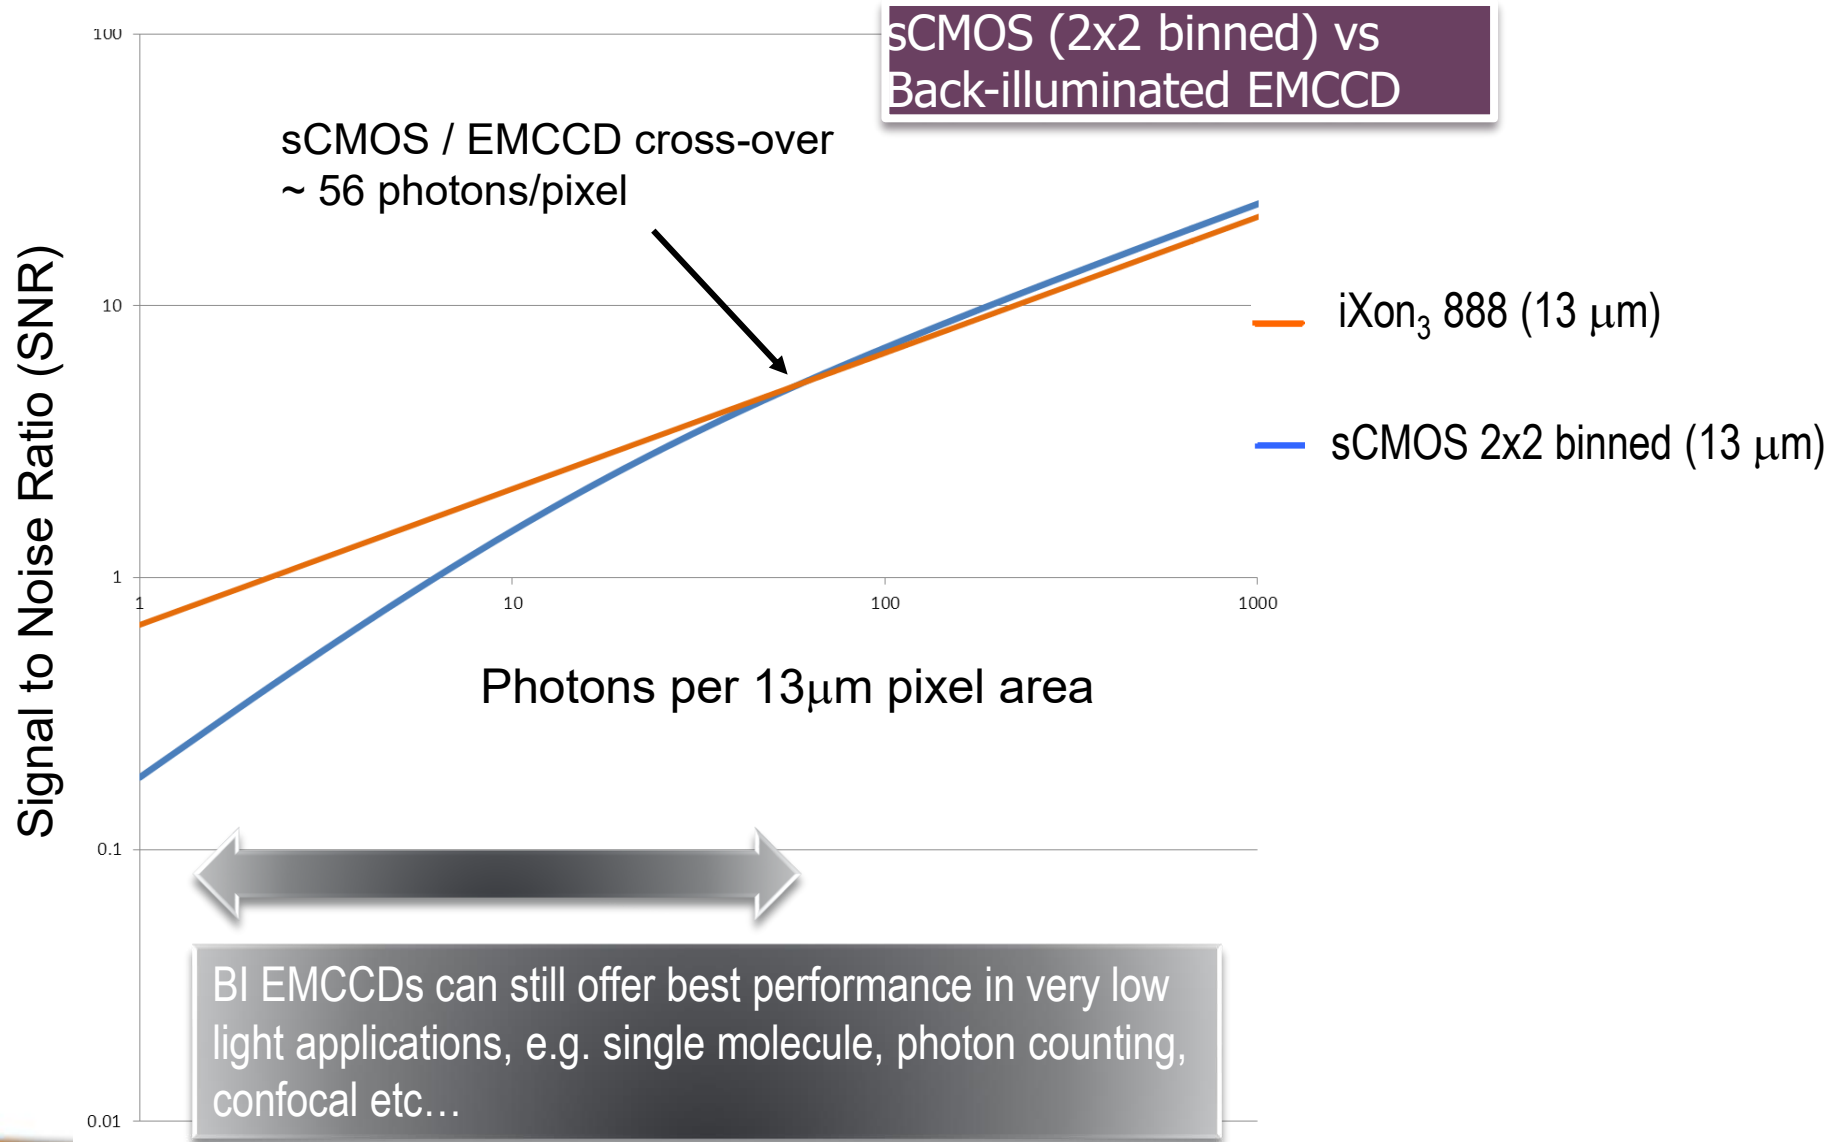 sCMOS (2x2 binned) vs
Back-illuminated EMCCD
100
sCMOS / EMCCD cross-over
~ 56 photons/pixel
Signal to Noise Ratio (SNR)
10
iXon₃ 888 (13 μm)
sCMOS 2x2 binned (13 μm)
1
1
10
100
1000
Photons per 13μm pixel area
0.1
BI EMCCDs can still offer best performance in very low
light applications, e.g. single molecule, photon counting,
confocal etc…
0.01